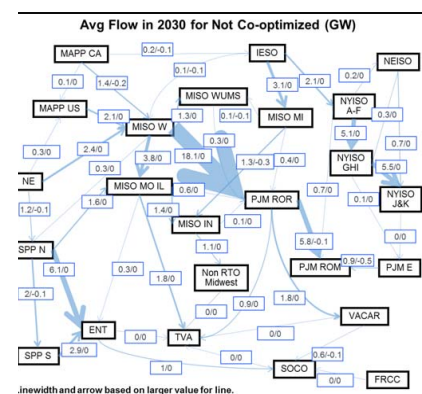 Avg Flow in 2030 for Not Co-optimized (GW)
MAPP CA
0.2/-0.1
IESO
NEISO
0.1/0
1.4/-0.2
0.1/-0.1
3.1/0
2.1/0
0.2/0
MAPP US
MISO WUMS
NYISO
A-F
2.1/0
1.3/0
0.1/-0.1
MISO MI
0.3/0
MISO W
5.1/0
0.3/0
2.4/0
0.3/0
0.7/0
0.3/0
3.8/0
18.1/0
1.3/-0.3
0.4/0
NYISO
GHI
5.5/0
NE
MISO MO IL
0.6/0
0.7/0
0.1/0
NYISO
J&K
1.2/-0.1
1.6/0
1.4/0
PJM ROR
MISO IN
0.1/0
0/0
SPP N
1.1/0
5.8/-0.1
6.1/0
0.3/0
1.8/0
Non RTO
Midwest
PJM ROM
0.9/-0.5
PJM E
2/-0.1
0.9/0
1.8/0
0/0
VACAR
ENT
0/0
TVA
0/0
SPP S
2.9/0
0/0
0.6/-0.1
1/0
SOCO
0/0
FRCC
.inewidth and arrow based on larger value for line.